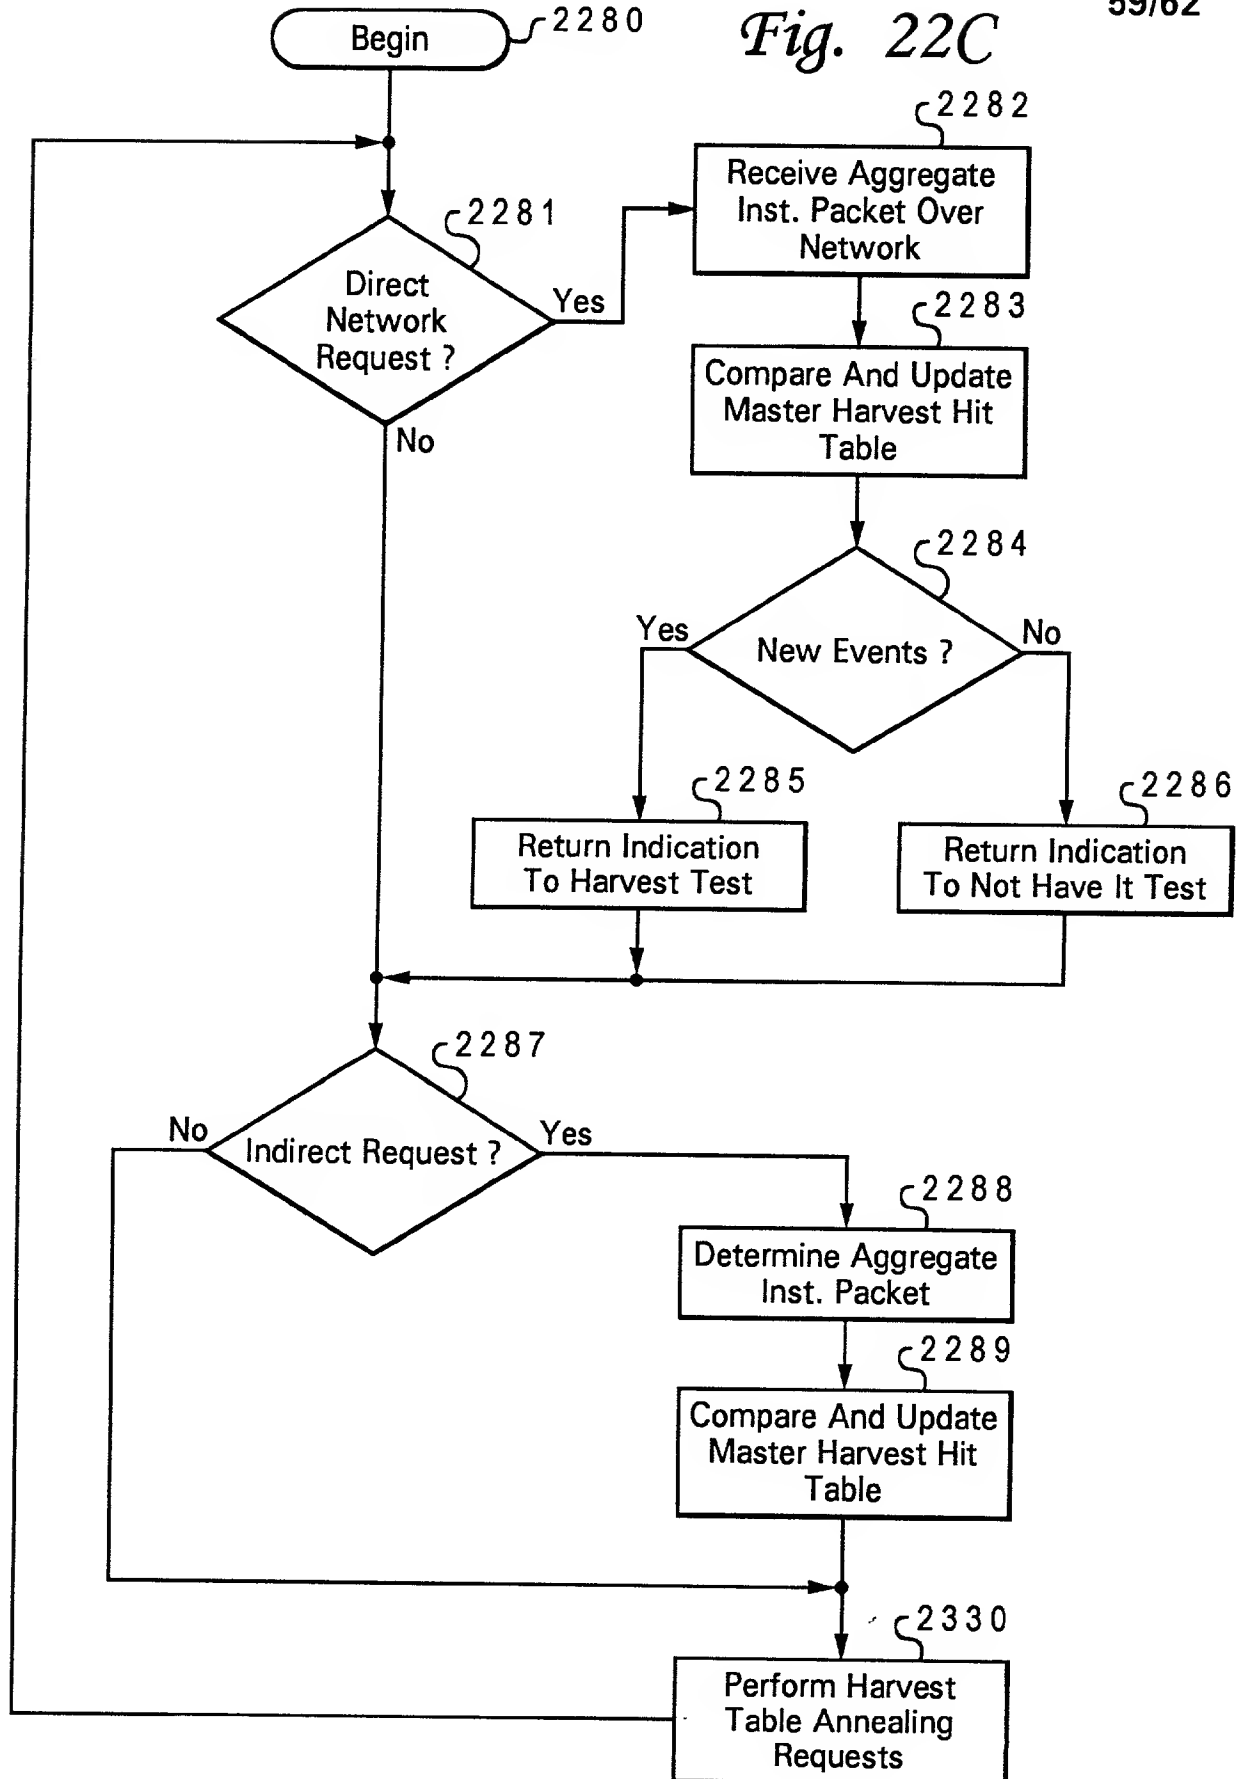 59/62
Fig. 22C
Begin
2280
2281
Direct
Network
Request ?
Yes
No
2282
Receive Aggregate
Inst. Packet Over
Network
2283
Compare And Update
Master Harvest Hit
Table
2284
New Events ?
Yes
No
2285
Return Indication
To Harvest Test
2286
Return Indication
To Not Have It Test
2287
Indirect Request ?
No
Yes
2288
Determine Aggregate
Inst. Packet
2289
Compare And Update
Master Harvest Hit
Table
2330
Perform Harvest
Table Annealing
Requests